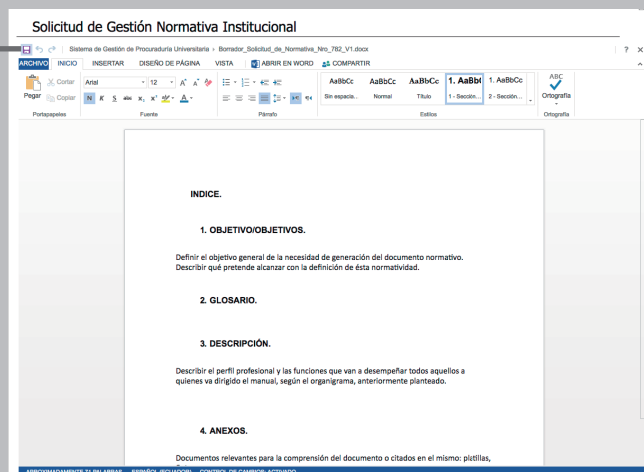 Solicitud de Gestión Normativa Institucional
Sistema de Gestión de Procuraduría Universitaria › Borrador_Solicitud_de_Normativa_Nro_782_V1.docx
? X
ARCHIVO INICIO INSERTAR DISEÑO DE PÁGINA VISTA ABRIR EN WORD COMPARTIR
Pegar Cortar Copiar
Arial 12
N K S abc x, x'
AaBbCc AaBbCc AaBbCc 1. AaBbI 1. AaBbCc
Sin espacia... Normal Título 1 - Sección... 2 - Sección...
ABC
Ortografía
Portapapeles Fuente Párrafo Estilos Ortografía
INDICE.
1. OBJETIVO/OBJETIVOS.
Definir el objetivo general de la necesidad de generación del documento normativo.
Describir qué pretende alcanzar con la definición de ésta normatividad.
2. GLOSARIO.
3. DESCRIPCIÓN.
Describir el perfil profesional y las funciones que van a desempeñar todos aquellos a
quienes va dirigido el manual, según el organigrama, anteriormente planteado.
4. ANEXOS.
Documentos relevantes para la comprensión del documento o citados en el mismo: plntillas,
APROXIMADAMENTE 71 PALABRAS ESPAÑOL (ECUADOR) CONTROL DE CAMBIOS: ACTIVADO